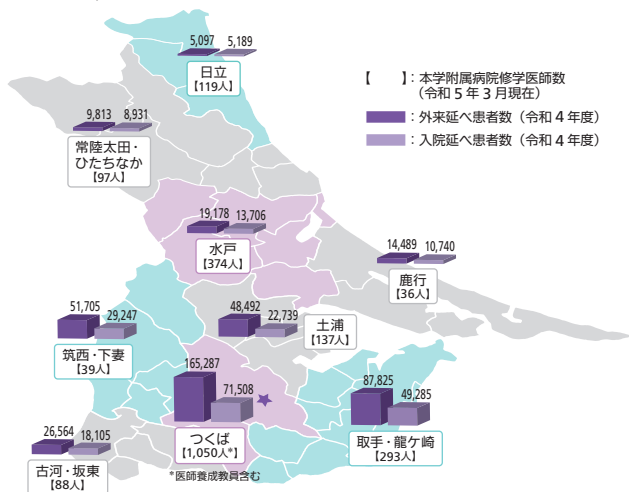 5,097 5,189
日立
【119人】
【　】：本学附属病院修学医師数
（令和5年3月現在）
：外来延べ患者数（令和4年度）
：入院延べ患者数（令和4年度）
9,813 8,931
常陸太田・
ひたちなか
【97人】
19,178 13,706
水戸
【374人】
14,489 10,740
鹿行
【36人】
51,705 29,247
筑西・下妻
【39人】
48,492 22,739
土浦
【137人】
165,287 71,508
つくば
【1,050人*】
*医師養成教員含む
87,825 49,285
取手・龍ケ崎
【293人】
26,564 18,105
古河・坂東
【88人】